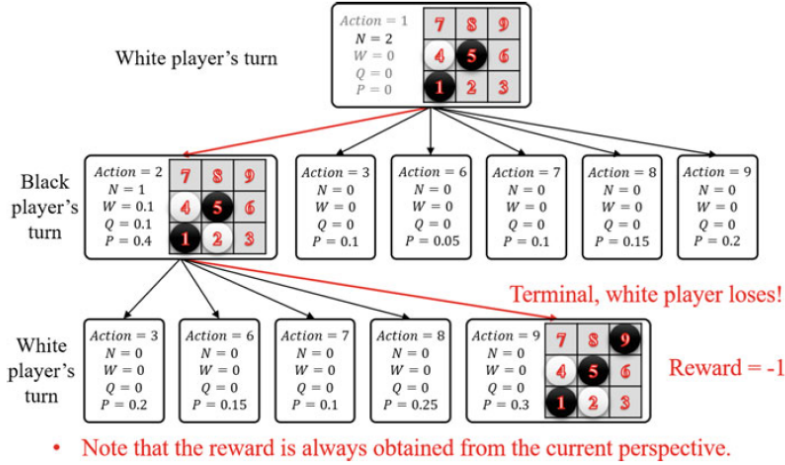 White player's turn
Action = 1
N = 2
W = 0
Q = 0
P = 0
7 8 9
4 5 6
1 2 3
Black player's turn
Action = 2
N = 1
W = 0.1
Q = 0.1
P = 0.4
7 8 9
4 5 6
1 2 3
Action = 3
N = 0
W = 0
Q = 0
P = 0.1
Action = 6
N = 0
W = 0
Q = 0
P = 0.05
Action = 7
N = 0
W = 0
Q = 0
P = 0.1
Action = 8
N = 0
W = 0
Q = 0
P = 0.15
Action = 9
N = 0
W = 0
Q = 0
P = 0.2
Terminal, white player loses!
White player's turn
Action = 3
N = 0
W = 0
Q = 0
P = 0.2
Action = 6
N = 0
W = 0
Q = 0
P = 0.15
Action = 7
N = 0
W = 0
Q = 0
P = 0.1
Action = 8
N = 0
W = 0
Q = 0
P = 0.25
Action = 9
N = 0
W = 0
Q = 0
P = 0.3
7 8 9
4 5 6
1 2 3
Reward = -1
• Note that the reward is always obtained from the current perspective.